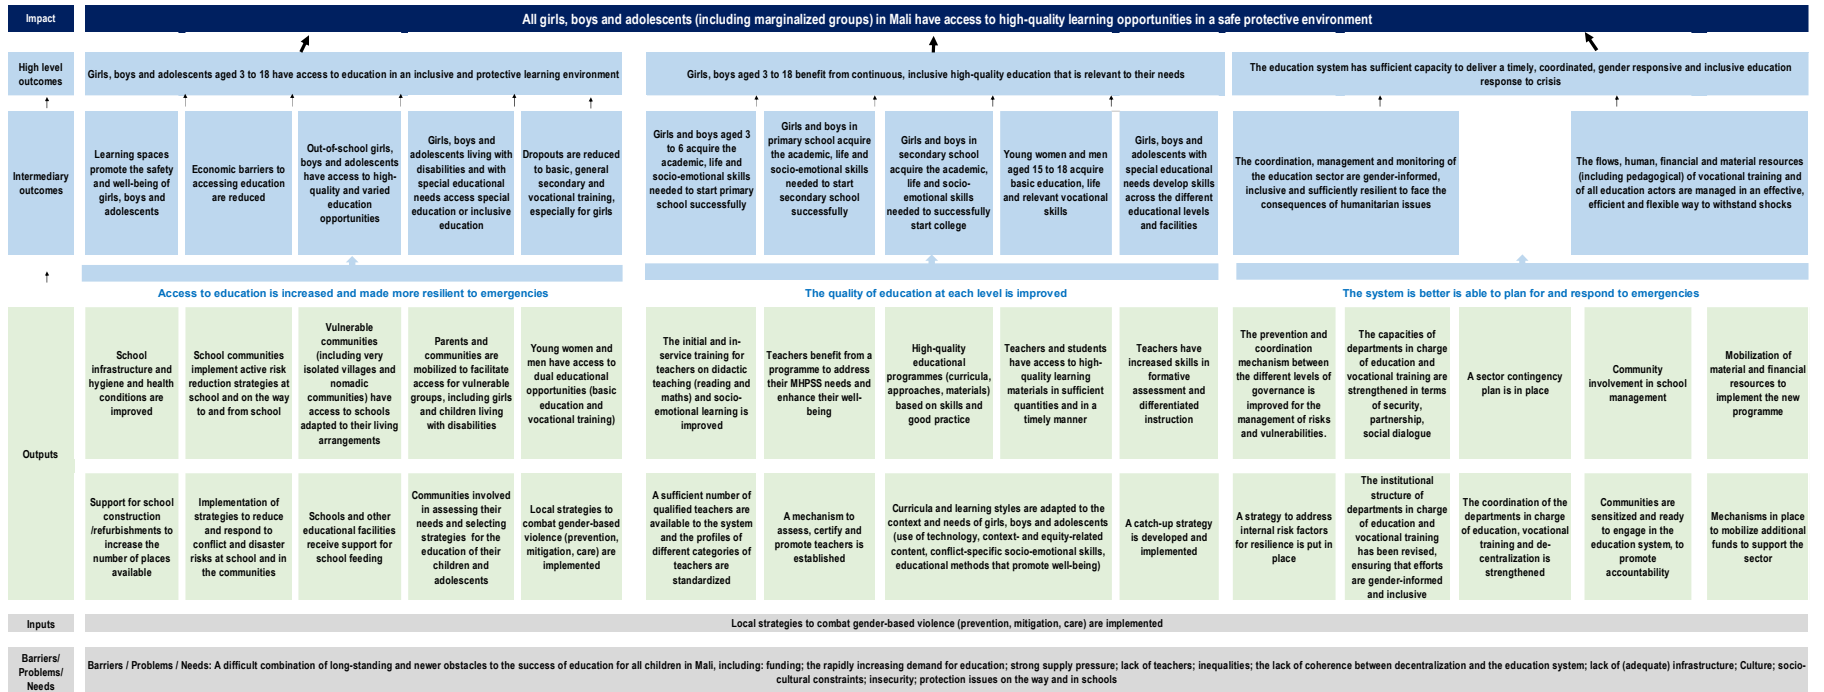 Impact
All girls, boys and adolescents (including marginalized groups) in Mali have access to high-quality learning opportunities in a safe protective environment
High level
outcomes
Girls, boys and adolescents aged 3 to 18 have access to education in an inclusive and protective learning environment
Girls, boys aged 3 to 18 benefit from continuous, inclusive high-quality education that is relevant to their needs
The education system has sufficient capacity to deliver a timely, coordinated, gender responsive and inclusive education
response to crisis
Intermediary
outcomes
Learning spaces
promote the safety
and well-being of
girls, boys and
adolescents
Economic barriers to
accessing education
are reduced
Out-of-school girls,
boys and adolescents
have access to high-
quality and varied
education
opportunities
Girls, boys and
adolescents living with
disabilities and with
special educational
needs access special
education or inclusive
education
Dropouts are reduced
to basic, general
secondary and
vocational training,
especially for girls
Girls and boys aged 3
to 6 acquire the
academic, life and
socio-emotional skills
needed to start primary
school successfully
Girls and boys in
primary school acquire
the academic, life and
socio-emotional skills
needed to start
secondary school
successfully
Girls and boys in
secondary school
acquire the academic,
life and socio-
emotional skills
needed to successfully
start college
Young women and men
aged 15 to 18 acquire
basic education, life
and relevant vocational
skills
Girls, boys and
adolescents with
special educational
needs develop skills
across the different
educational levels
and facilities
The coordination, management and monitoring of
the education sector are gender-informed,
inclusive and sufficiently resilient to face the
consequences of humanitarian issues
The flows, human, financial and material resources
(including pedagogical) of vocational training and
of all education actors are managed in an effective,
efficient and flexible way to withstand shocks
Access to education is increased and made more resilient to emergencies
The quality of education at each level is improved
The system is better is able to plan for and respond to emergencies
Outputs
School
infrastructure and
hygiene and health
conditions are
improved
School communities
implement active risk
reduction strategies at
school and on the way
to and from school
Vulnerable
communities
(including very
isolated villages and
nomadic
communities) have
access to schools
adapted to their living
arrangements
Parents and
communities are
mobilized to facilitate
access for vulnerable
groups, including girls
and children living
with disabilities
Young women and
men have access to
dual educational
opportunities (basic
education and
vocational training)
The initial and in-
service training for
teachers on didactic
teaching (reading and
maths) and socio-
emotional learning is
improved
Teachers benefit from a
programme to address
their MHPSS needs and
enhance their well-
being
High-quality
educational
programmes (curricula,
approaches, materials)
based on skills and
good practice
Teachers and students
have access to high-
quality learning
materials in sufficient
quantities and in a
timely manner
Teachers have
increased skills in
formative
assessment and
differentiated
instruction
The prevention and
coordination
mechanism between
the different levels of
governance is
improved for the
management of risks
and vulnerabilities.
The capacities of
departments in charge
of education and
vocational training are
strengthened in terms
of security,
partnership,
social dialogue
A sector contingency
plan is in place
Community
involvement in school
management
Mobilization of
material and financial
resources to
implement the new
programme
Support for school
construction
/refurbishments to
increase the
number of places
available
Implementation of
strategies to reduce
and respond to
conflict and disaster
risks at school and in
the communities
Schools and other
educational facilities
receive support for
school feeding
Communities involved
in assessing their
needs and selecting
strategies for the
education of their
children and
adolescents
Local strategies to
combat gender-based
violence (prevention,
mitigation, care) are
implemented
A sufficient number of
qualified teachers are
available to the system
and the profiles of
different categories of
teachers are
standardized
A mechanism to
assess, certify and
promote teachers is
established
Curricula and learning styles are adapted to the
context and needs of girls, boys and adolescents
(use of technology, context- and equity-related
content, conflict-specific socio-emotional skills,
educational methods that promote well-being)
A catch-up strategy
is developed and
implemented
A strategy to address
internal risk factors
for resilience is put in
place
The institutional
structure of
departments in charge
of education and
vocational training
has been revised,
ensuring that efforts
are gender-informed
and inclusive
The coordination of the
departments in charge
of education, vocational
training and de-
centralization is
strengthened
Communities are
sensitized and ready
to engage in the
education system, to
promote
accountability
Mechanisms in place
to mobilize additional
funds to support the
sector
Inputs
Local strategies to combat gender-based violence (prevention, mitigation, care) are implemented
Barriers/
Problems/
Needs
Barriers / Problems / Needs: A difficult combination of long-standing and newer obstacles to the success of education for all children in Mali, including: funding; the rapidly increasing demand for education; strong supply pressure; lack of teachers; inequalities; the lack of coherence between decentralization and the education system; lack of (adequate) infrastructure; Culture; socio-
cultural constraints; insecurity; protection issues on the way and in schools